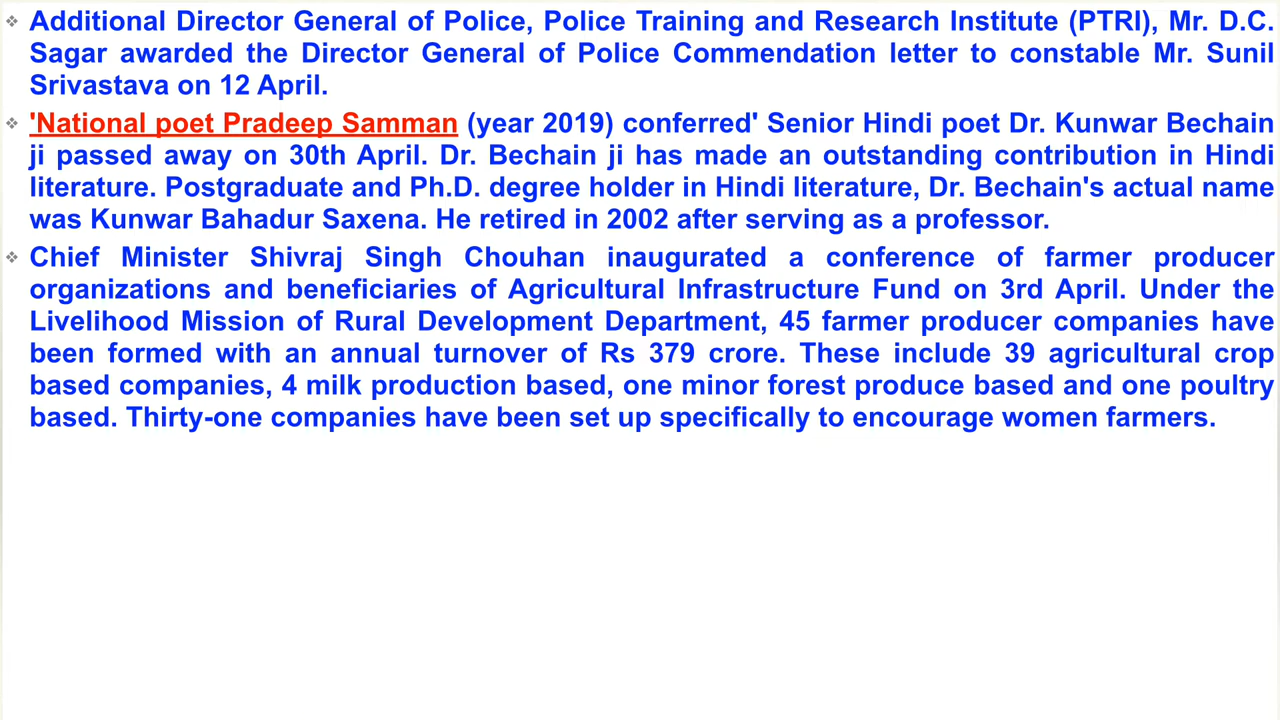 ❖ Additional Director General of Police, Police Training and Research Institute (PTRI), Mr. D.C.
Sagar awarded the Director General of Police Commendation letter to constable Mr. Sunil
Srivastava on 12 April.
❖ 'National poet Pradeep Samman (year 2019) conferred' Senior Hindi poet Dr. Kunwar Bechain
ji passed away on 30th April. Dr. Bechain ji has made an outstanding contribution in Hindi
literature. Postgraduate and Ph.D. degree holder in Hindi literature, Dr. Bechain's actual name
was Kunwar Bahadur Saxena. He retired in 2002 after serving as a professor.
❖ Chief Minister Shivraj Singh Chouhan inaugurated a conference of farmer producer
organizations and beneficiaries of Agricultural Infrastructure Fund on 3rd April. Under the
Livelihood Mission of Rural Development Department, 45 farmer producer companies have
been formed with an annual turnover of Rs 379 crore. These include 39 agricultural crop
based companies, 4 milk production based, one minor forest produce based and one poultry
based. Thirty-one companies have been set up specifically to encourage women farmers.